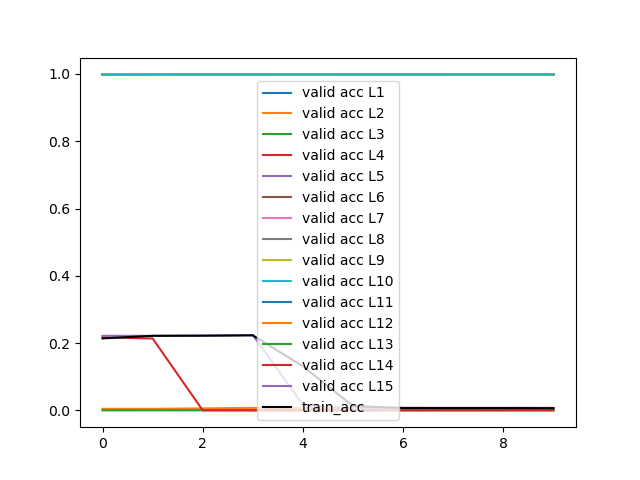 1.0
0.8
0.6
0.4
0.2
0.0
valid acc L1
valid acc L2
valid acc L3
valid acc L4
valid acc L5
valid acc L6
valid acc L7
valid acc L8
valid acc L9
valid acc L10
valid acc L11
valid acc L12
valid acc L13
valid acc L14
valid acc L15
train_acc
0 2 4 6 8